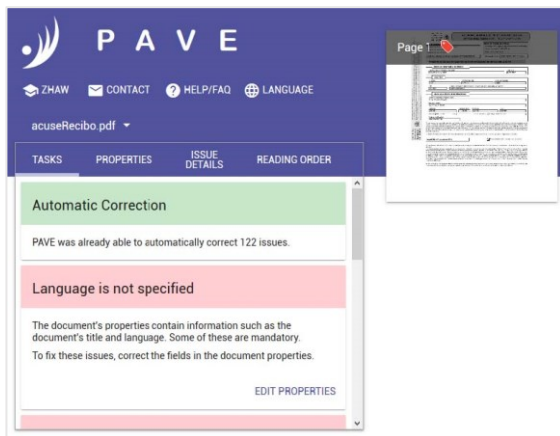 P A V E
ZHAW CONTACT HELP/FAQ LANGUAGE
acuseRecibo.pdf
TASKS PROPERTIES ISSUE DETAILS READING ORDER
Automatic Correction
PAVE was already able to automatically correct 122 issues.
Language is not specified
The document's properties contain information such as the
document's title and language. Some of these are mandatory.
To fix these issues, correct the fields in the document properties.
EDIT PROPERTIES
Page 1